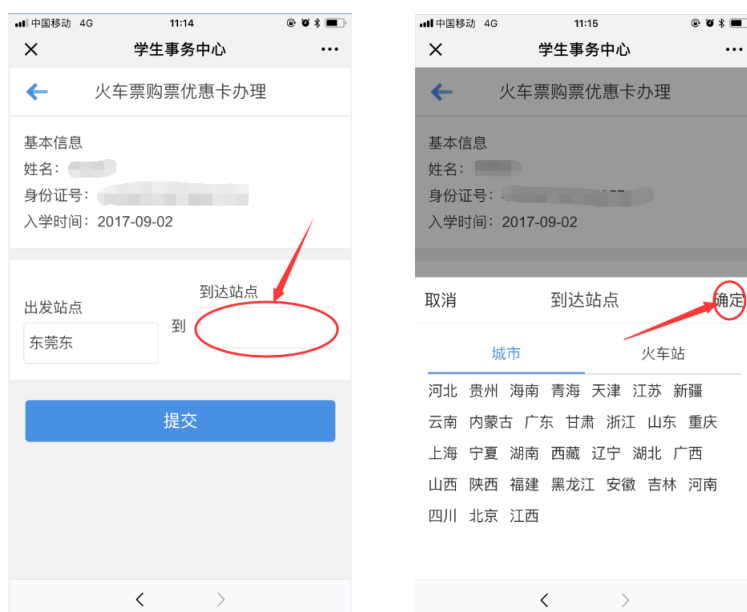 中国移动 4G 11:14
学生事务中心
火车票购票优惠卡办理
基本信息
姓名：
身份证号：
入学时间：2017-09-02
到达站点
出发站点
到
东莞东
提交
中国移动 4G 11:15
学生事务中心
火车票购票优惠卡办理
基本信息
姓名：
身份证号：
入学时间：2017-09-02
取消 到达站点 确定
城市 火车站
河北 贵州 海南 青海 天津 江苏 新疆
云南 内蒙古 广东 甘肃 浙江 山东 重庆
上海 宁夏 湖南 西藏 辽宁 湖北 广西
山西 陕西 福建 黑龙江 安徽 吉林 河南
四川 北京 江西